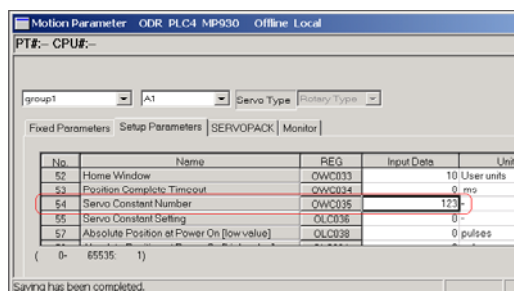 Motion Parameter ODR PLC4 MP930 Offline Local
PT#:– CPU#:–
group1 A1 Servo Type Rotary Type
Fixed Parameters Setup Parameters SERVOPACK Monitor
No. Name REG Input Data Unit
52 Home Window OWC033 10 User units
53 Position Complete Timeout OWC034 0 ms
54 Servo Constant Number OWC035 123 -
55 Servo Constant Setting OLC036 0 -
57 Absolute Position at Power On [low value] OLC038 0 pulses
( 0- 65535: 1)
Saving has been completed.